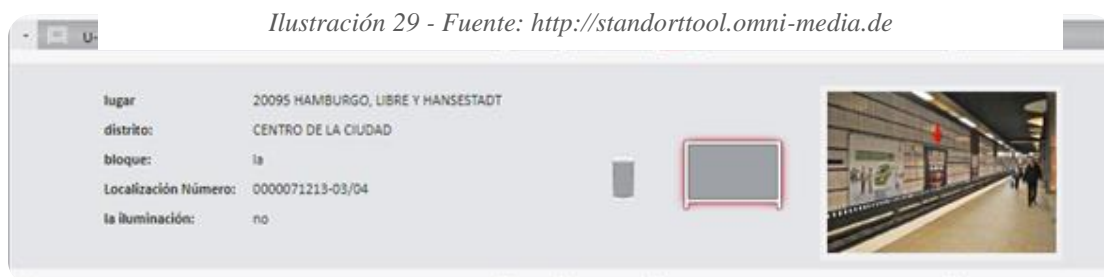 Ilustración 29 - Fuente: http://standorttool.omni-media.de
U-
lugar 20095 HAMBURGO, LIBRE Y HANSESTADT
distrito: CENTRO DE LA CIUDAD
bloque: la
Localización Número: 0000071213-03/04
la iluminación: no